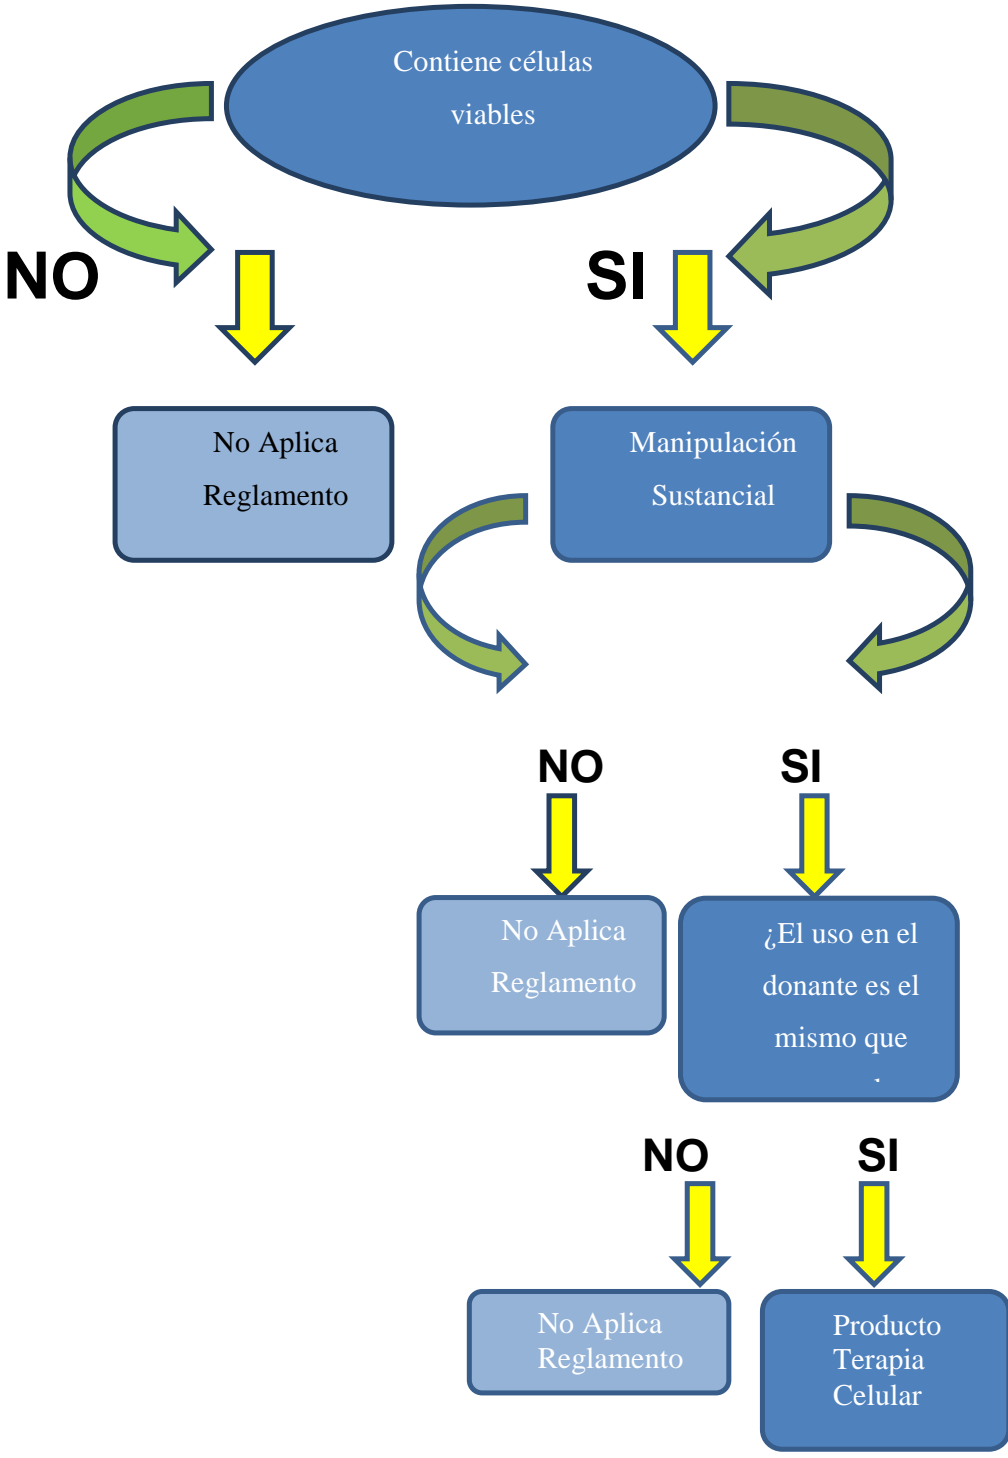 Contiene células
viables
NO
SI
No Aplica
Reglamento
Manipulación
Sustancial
NO
SI
No Aplica
Reglamento
¿El uso en el
donante es el
mismo que
NO
SI
No Aplica
Reglamento
Producto
Terapia
Celular